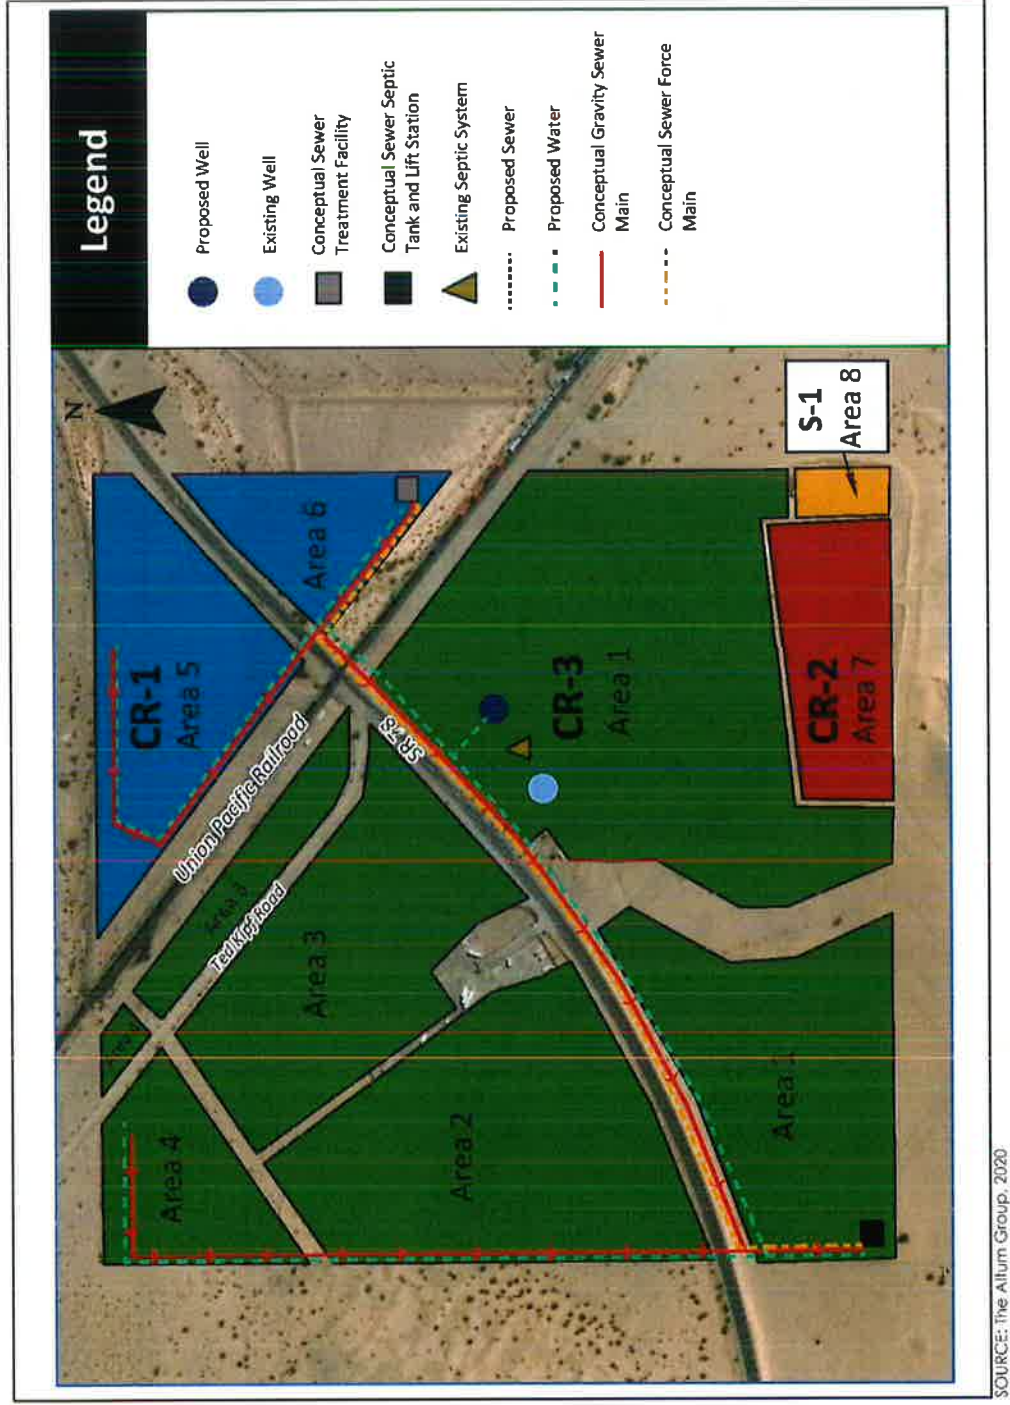 Legend
Proposed Well
Existing Well
Conceptual Sewer
Treatment Facility
Conceptual Sewer Septic
Tank and Lift Station
Existing Septic System
Proposed Sewer
Proposed Water
Conceptual Gravity Sewer
Main
Conceptual Sewer Force
Main
N
CR-1
Area 5
Area 6
Union Pacific Railroad
SR 78
Area 3
Ted Kipf Road
Area 3
Area 4
Area 2
CR-3
Area 1
CR-2
Area 7
S-1
Area 8
SOURCE: The Altum Group, 2020